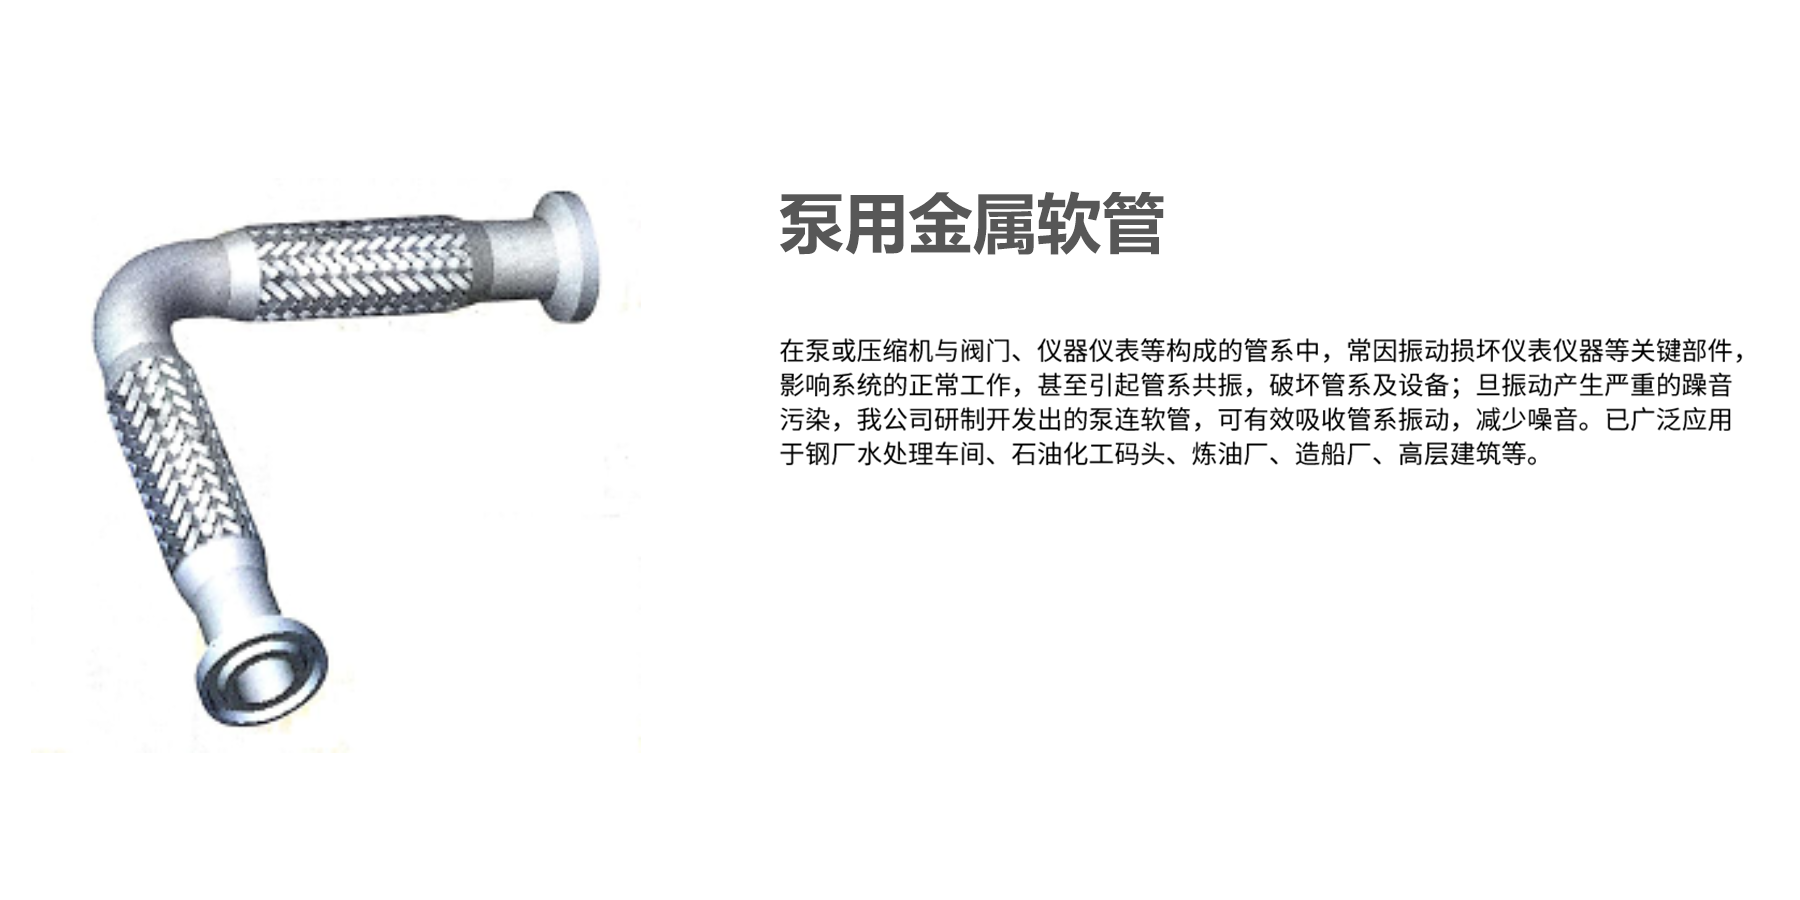 泵用金属软管
在泵或压缩机与阀门、仪器仪表等构成的管系中，常因振动损坏仪表仪器等关键部件，
影响系统的正常工作，甚至引起管系共振，破坏管系及设备；旦振动产生严重的躁音
污染，我公司研制开发出的泵连软管，可有效吸收管系振动，减少噪音。已广泛应用
于钢厂水处理车间、石油化工码头、炼油厂、造船厂、高层建筑等。